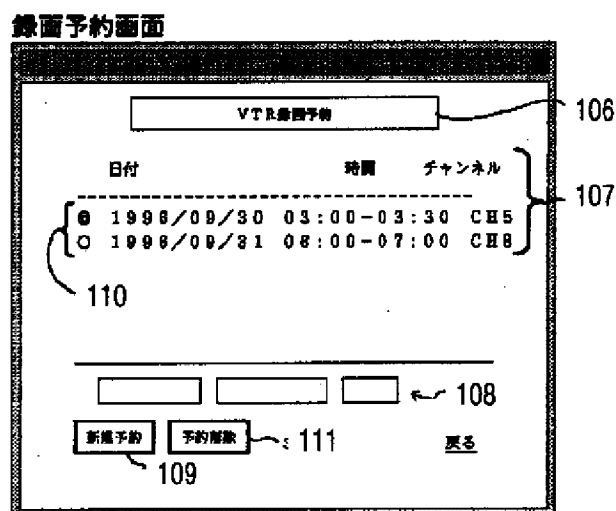 録画予約画面
VTR録画予約
106
日付 時間 チャンネル
107
◉ 1996/09/30 03:00-03:30 CH5
○ 1996/09/31 06:00-07:00 CH8
110
108
新規予約 予約解除 111 戻る
109